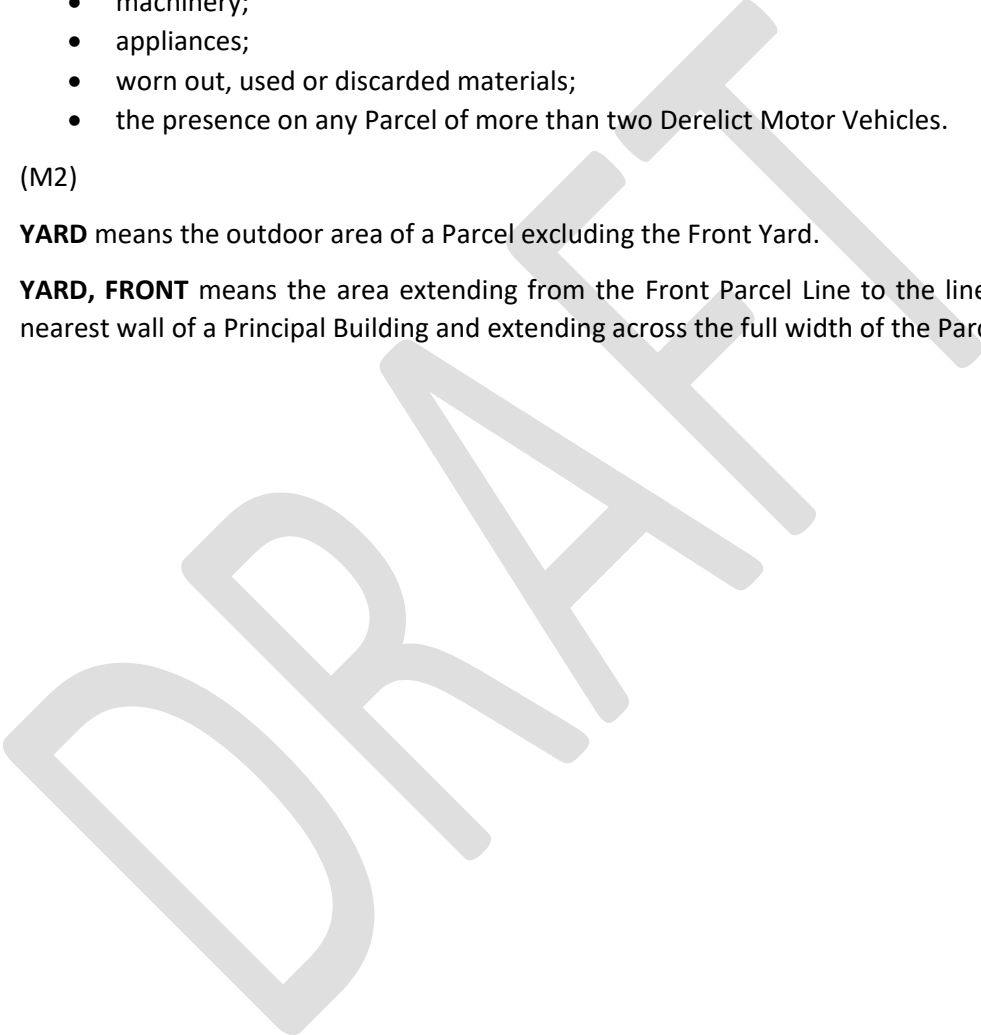 • machinery;
• appliances;
• worn out, used or discarded materials;
• the presence on any Parcel of more than two Derelict Motor Vehicles.
(M2)
YARD means the outdoor area of a Parcel excluding the Front Yard.
YARD, FRONT means the area extending from the Front Parcel Line to the line
nearest wall of a Principal Building and extending across the full width of the
DRAFT